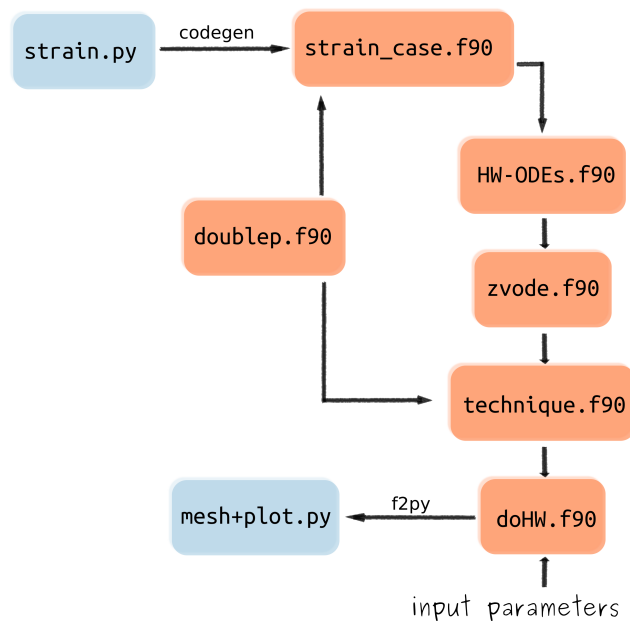 strain.py
codegen
strain_case.f90
HW-ODEs.f90
doublep.f90
zvode.f90
technique.f90
mesh+plot.py
f2py
doHW.f90
input parameters